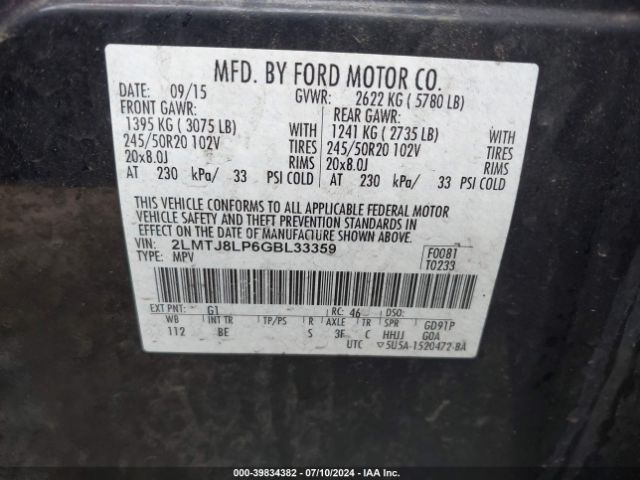 MFD. BY FORD MOTOR CO.
DATE: 09/15 GVWR: 2622 KG ( 5780 LB)
FRONT GAWR: REAR GAWR:
1395 KG ( 3075 LB) WITH 1241 KG ( 2735 LB) WITH
245/50R20 102V TIRES 245/50R20 102V TIRES
20x8.0J RIMS 20x8.0J RIMS
AT 230 kPa/ 33 PSI COLD AT 230 kPa/ 33 PSI COLD
THIS VEHICLE CONFORMS TO ALL APPLICABLE FEDERAL MOTOR
VEHICLE SAFETY AND THEFT PREVENTION STANDARDS IN
EFFECT ON THE DATE OF MANUFACTURE SHOWN ABOVE.
VIN: 2LMTJ8LP6GBL33359 F0081
TYPE: MPV T0233
EXT PNT: G1 RC: 46 DSO:
WB INT TR TP/PS R AXLE TR SPR GD91P
112 BE S 3F C HHJJ G0A
UTC ▽5U5A-1520472-BA
39834382 - 07/10/2024 - IAA Inc.